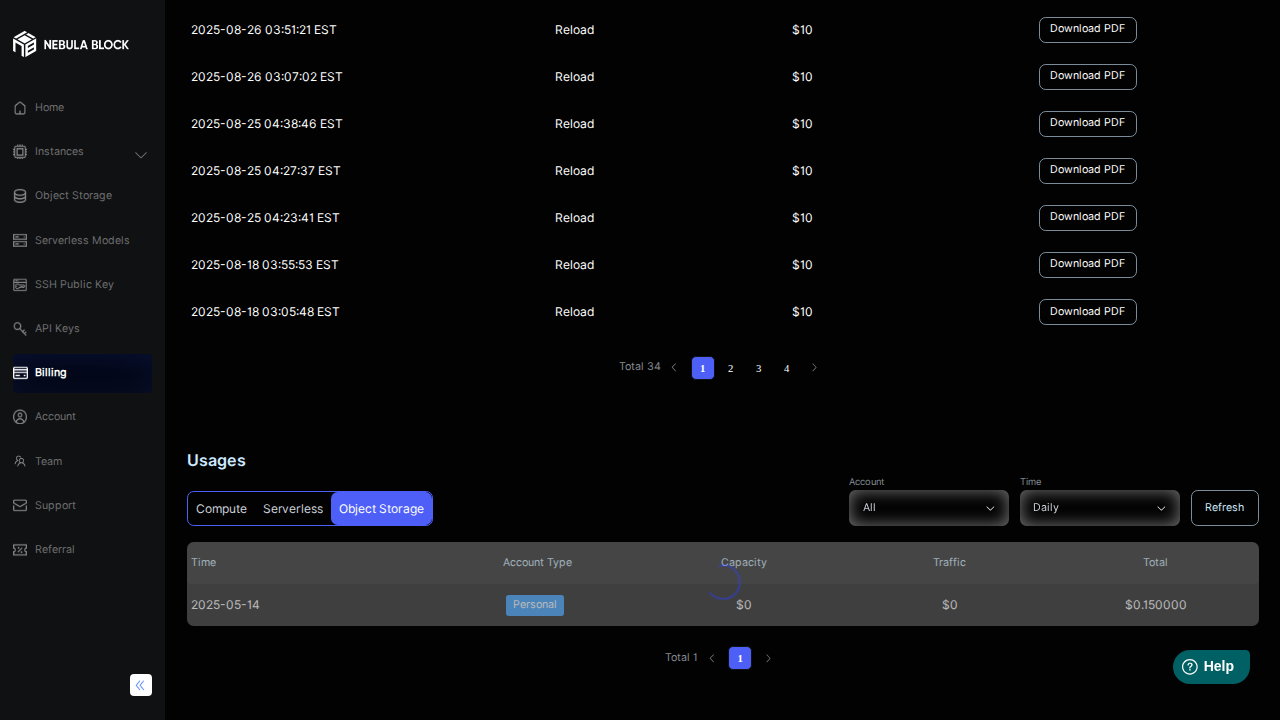 NEBULA BLOCK
Home
Instances
Object Storage
Serverless Models
SSH Public Key
API Keys
Billing
Account
Team
Support
Referral
2025-08-26 03:51:21 EST Reload $10 Download PDF
2025-08-26 03:07:02 EST Reload $10 Download PDF
2025-08-25 04:38:46 EST Reload $10 Download PDF
2025-08-25 04:27:37 EST Reload $10 Download PDF
2025-08-25 04:23:41 EST Reload $10 Download PDF
2025-08-18 03:55:53 EST Reload $10 Download PDF
2025-08-18 03:05:48 EST Reload $10 Download PDF
Total 34 1 2 3 4
Usages
Account Time
Compute Serverless Object Storage All Daily Refresh
Time Account Type Capacity Traffic Total
2025-05-14 Personal $0 $0 $0.150000
Total 1 1
Help